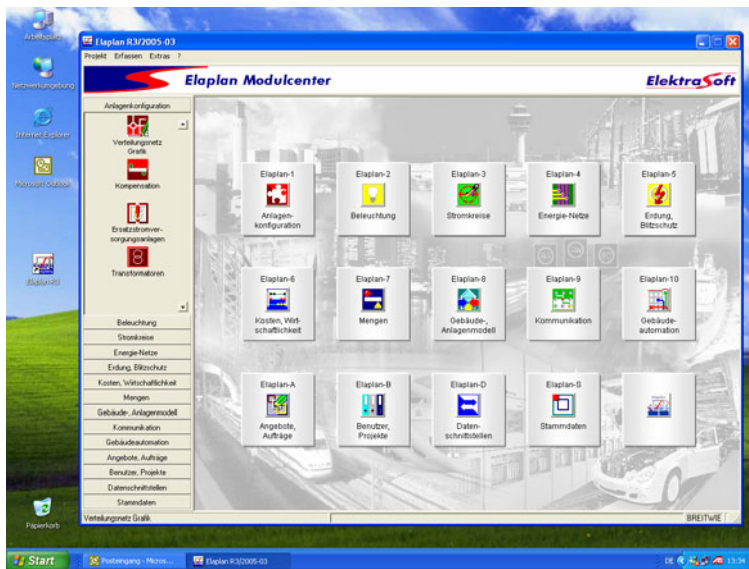 Arbeitsplatz
Netzwerkumgebung
Internet Explorer
Microsoft Outlook
Elaplan R3
Papierkorb
Elaplan R3/2005-03
Projekt Erfassen Extras ?
Elaplan Modulcenter
ElektraSoft
Anlagenkonfiguration
Verteilungsnetz
Grafik
Kompensation
Ersatzstromver-
sorgungsanlagen
Transformatoren
Beleuchtung
Stromkreise
Energie-Netze
Erdung, Blitzschutz
Kosten, Wirtschaftlichkeit
Mengen
Gebäude-, Anlagenmodell
Kommunikation
Gebäudeautomation
Angebote, Aufträge
Benutzer, Projekte
Datenschnittstellen
Stammdaten
Elaplan-1
Anlagen-
konfiguration
Elaplan-2
Beleuchtung
Elaplan-3
Stromkreise
Elaplan-4
Energie-Netze
Elaplan-5
Erdung,
Blitzschutz
Elaplan-6
Kosten, Wirt-
schaftlichkeit
Elaplan-7
Mengen
Elaplan-8
Gebäude-,
Anlagenmodell
Elaplan-9
Kommunikation
Elaplan-10
Gebäude-
automation
Elaplan-A
Angebote,
Aufträge
Elaplan-B
Benutzer,
Projekte
Elaplan-D
Daten-
schnittstellen
Elaplan-S
Stammdaten
Verteilungsnetz Grafik
BREITWIE
Start
Posteingang - Micros...
Elaplan R3/2005-03
DE
13:34